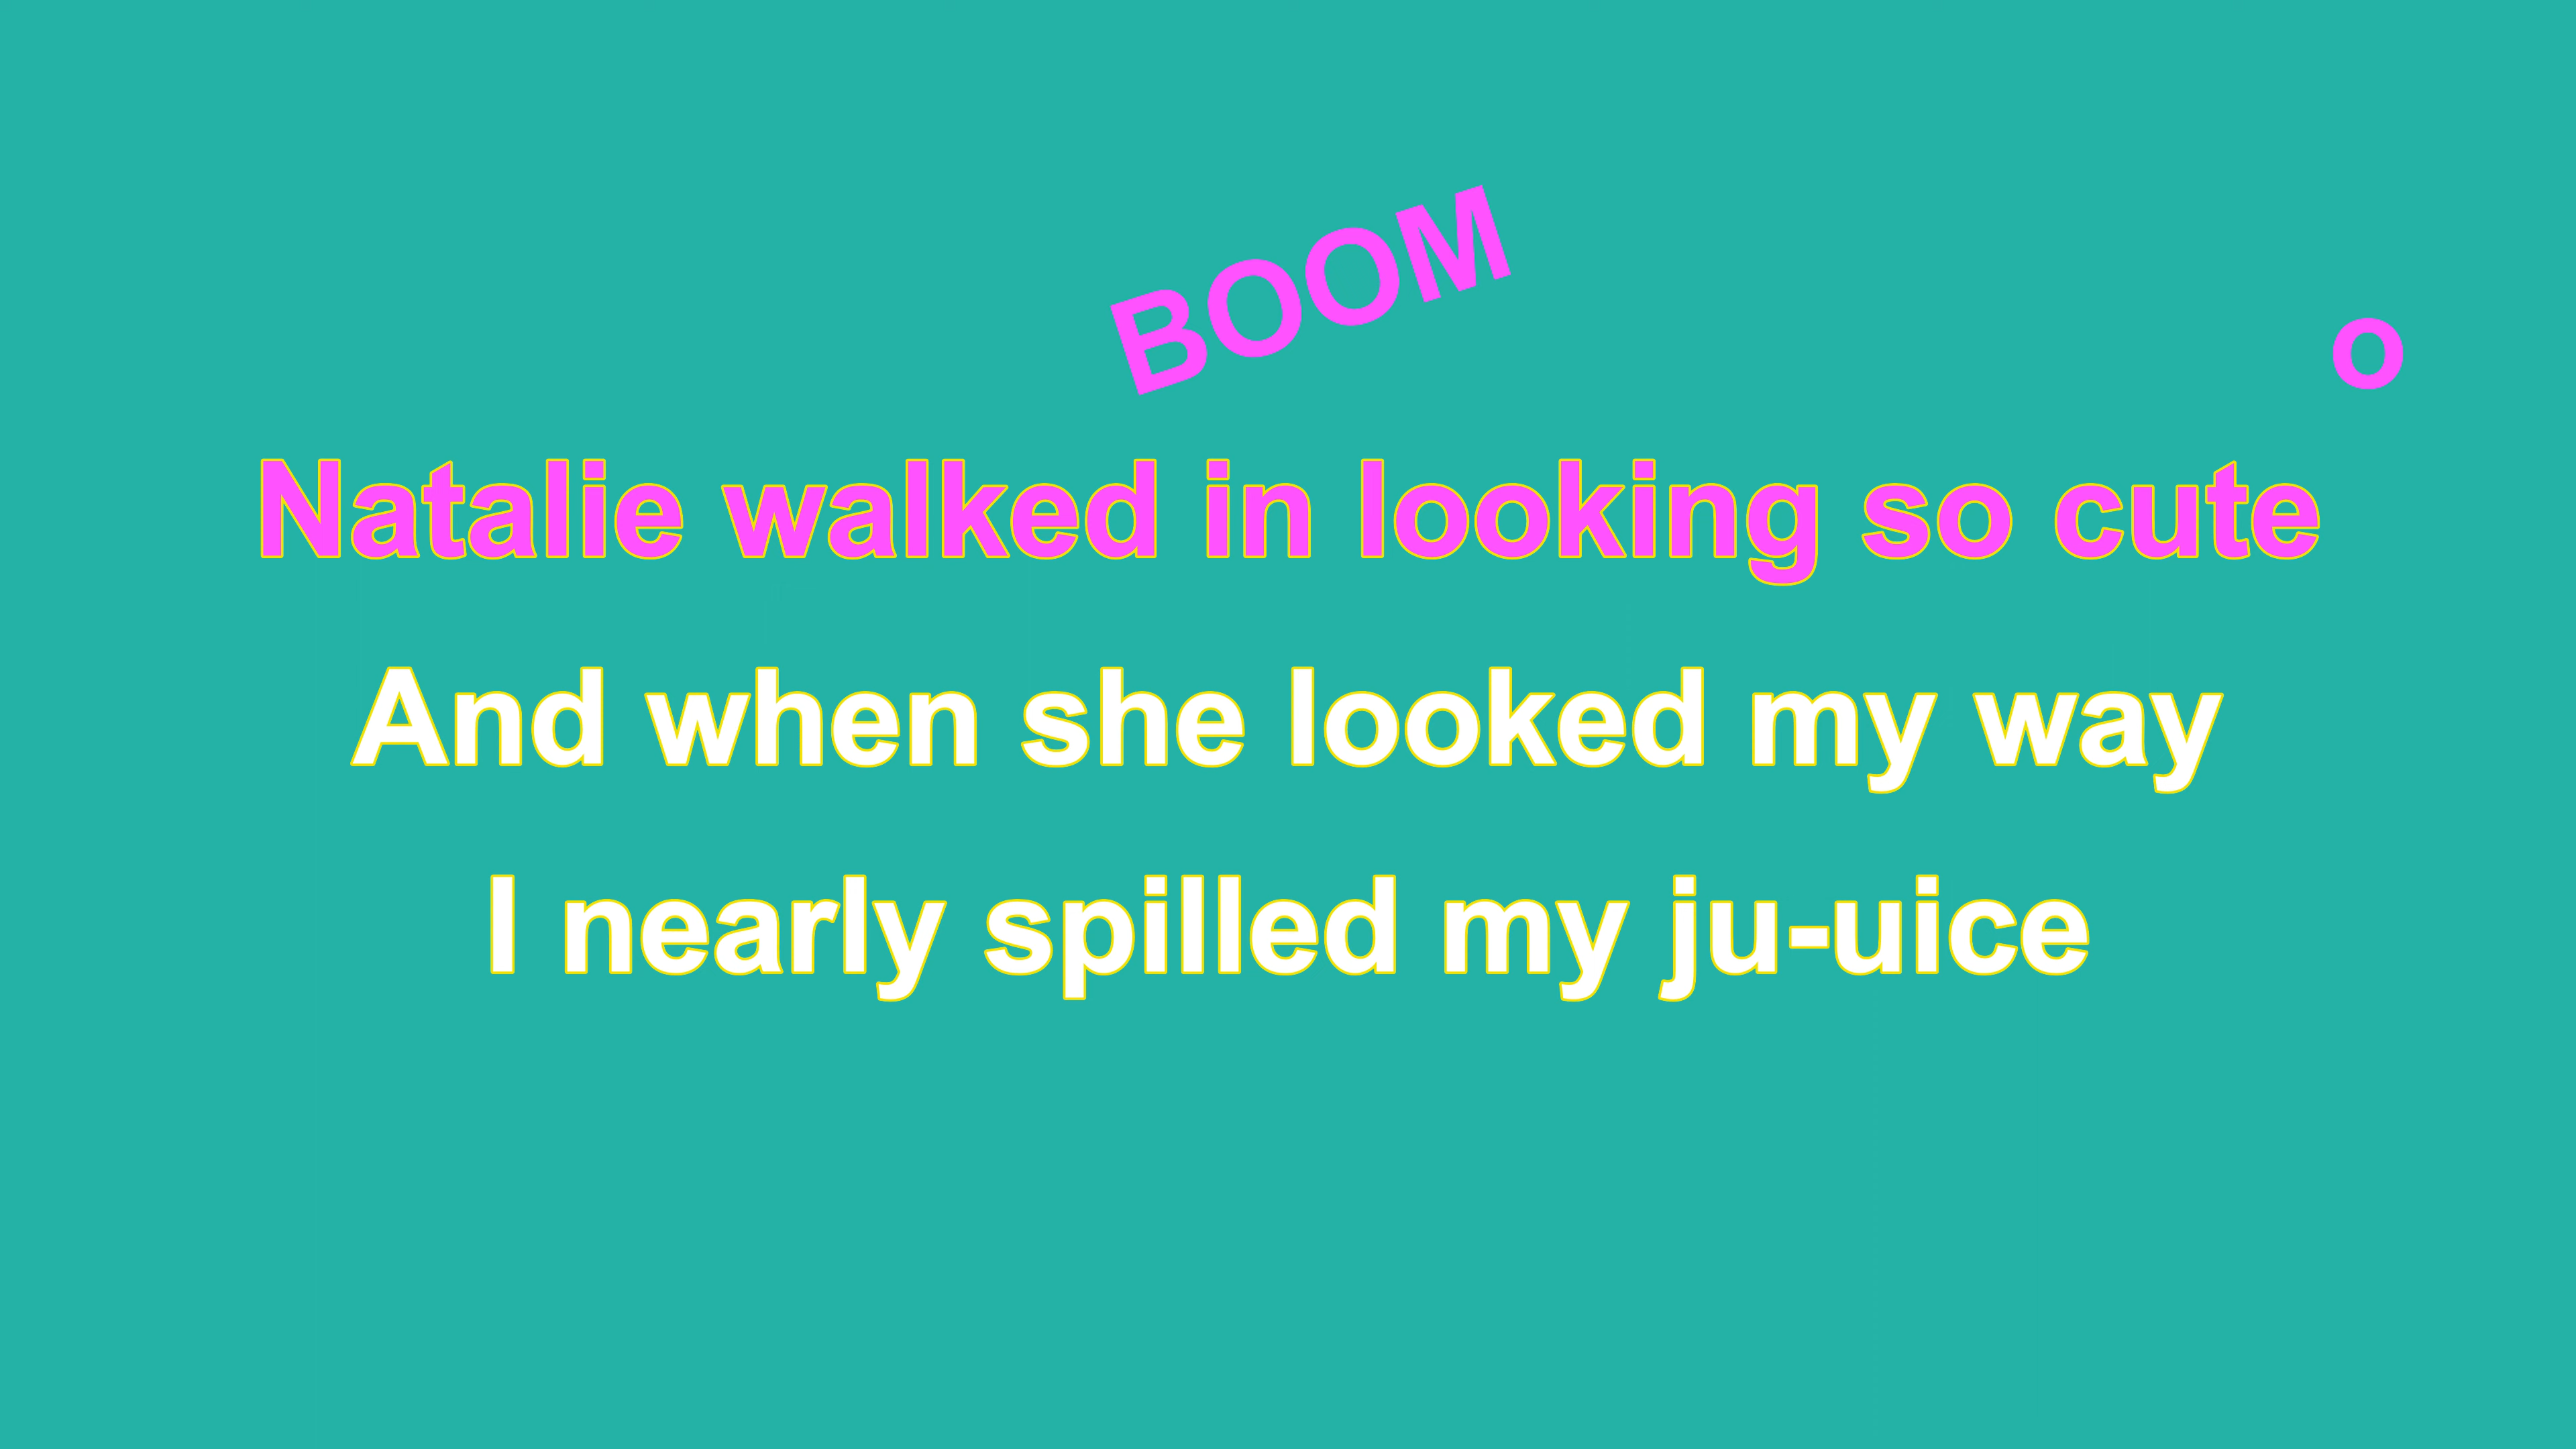 BOOM
o
Natalie walked in looking so cute
And when she looked my way
I nearly spilled my ju-uice